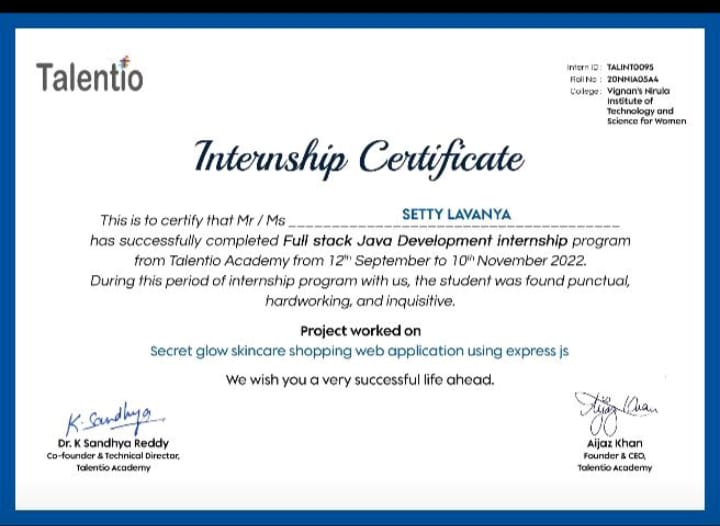 Talentio
Intern ID : TALINT0095
Roll No : 20NN1A05A4
College : Vignan's Nirula
Institute of
Technology and
Science for Women
Internship Certificate
This is to certify that Mr / Ms SETTY LAVANYA
has successfully completed Full stack Java Development internship program
from Talentio Academy from 12th September to 10th November 2022.
During this period of internship program with us, the student was found punctual,
hardworking, and inquisitive.
Project worked on
Secret glow skincare shopping web application using express js
We wish you a very successful life ahead.
K. Sandhya
Aijaz Khan
Dr. K Sandhya Reddy
Co-founder & Technical Director,
Talentio Academy
Aijaz Khan
Founder & CEO,
Talentio Academy